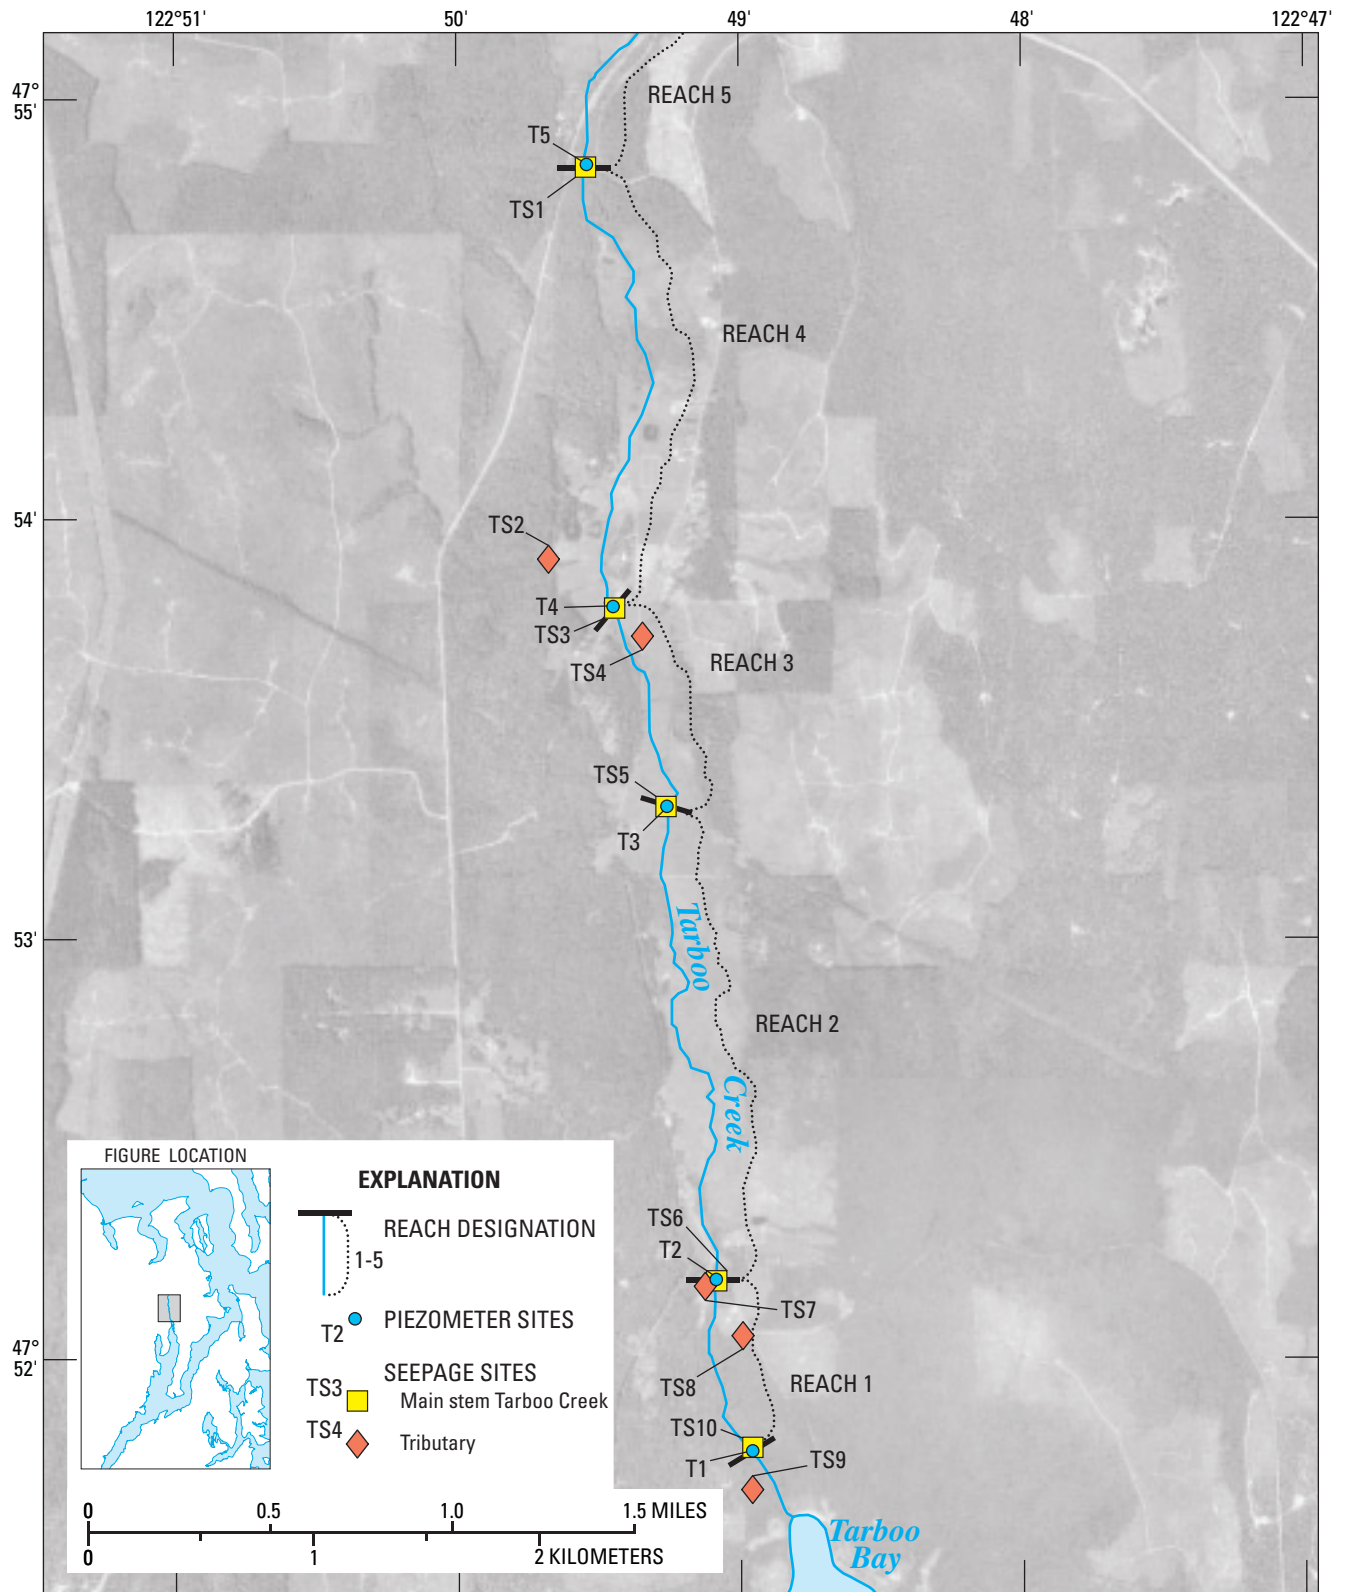 122°51'
50'
49'
48'
122°47'
47°
55'
REACH 5
T5
TS1
REACH 4
54'
TS2
T4
TS3
TS4
REACH 3
TS5
T3
53'
Tarboo
REACH 2
Creek
FIGURE LOCATION
EXPLANATION
REACH DESIGNATION
1-5
T2
PIEZOMETER SITES
SEEPAGE SITES
TS3
Main stem Tarboo Creek
TS4
Tributary
TS6
T2
TS7
47°
52'
TS8
REACH 1
TS10
T1
TS9
0
0.5
1.0
1.5 MILES
0
1
2 KILOMETERS
Tarboo
Bay